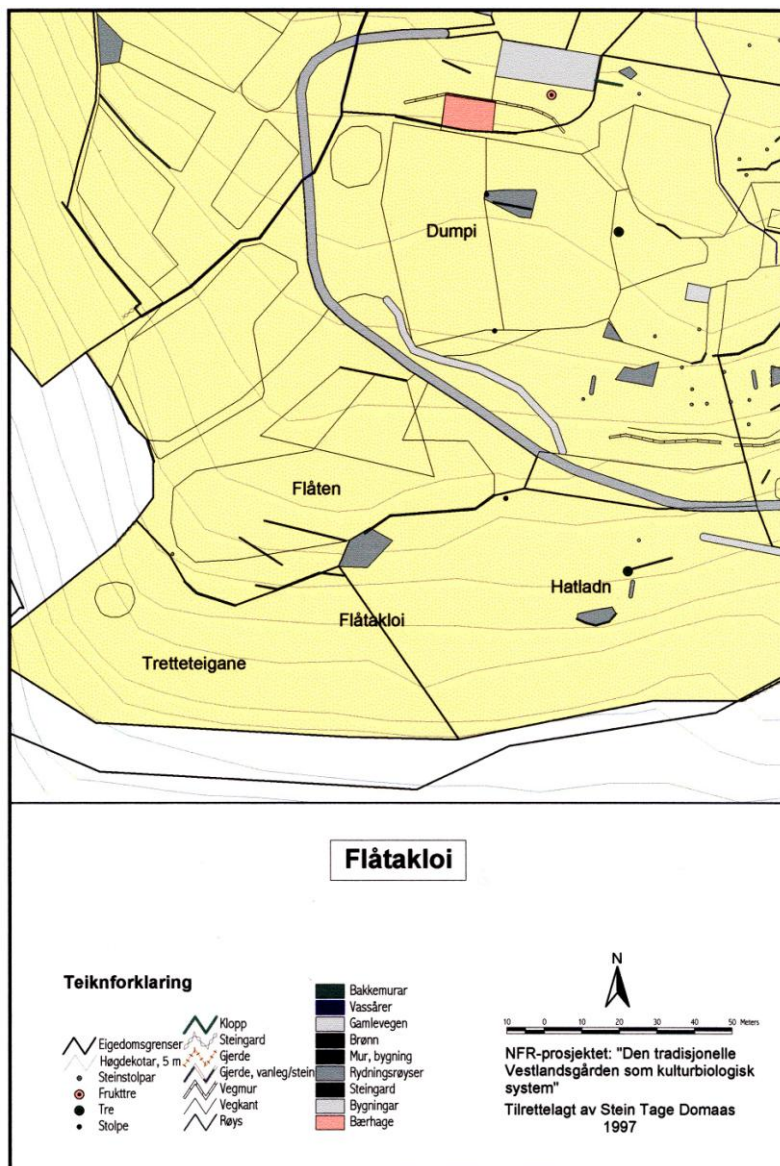 Dumpi
Flåten
Hatladn
Flåtakloi
Tretteteigane
Flåtakloi
Teiknforklaring
Eigedomsgrenser
Høgdekotar, 5 m
Steinstolpar
Frukttre
Tre
Stolpe
Klopp
Steingard
Gjerde
Gjerde, vanleg/stein
Vegmur
Vegkant
Røys
Bakkemurar
Vassårer
Gamlevegen
Brønn
Mur, bygning
Rydningsrøyser
Steingard
Bygningar
Bærhage
N
10 0 10 20 30 40 50 Meters
NFR-prosjektet: "Den tradisjonelle
Vestlandsgården som kulturbiologisk
system"
Tilrettelagt av Stein Tage Domaas
1997